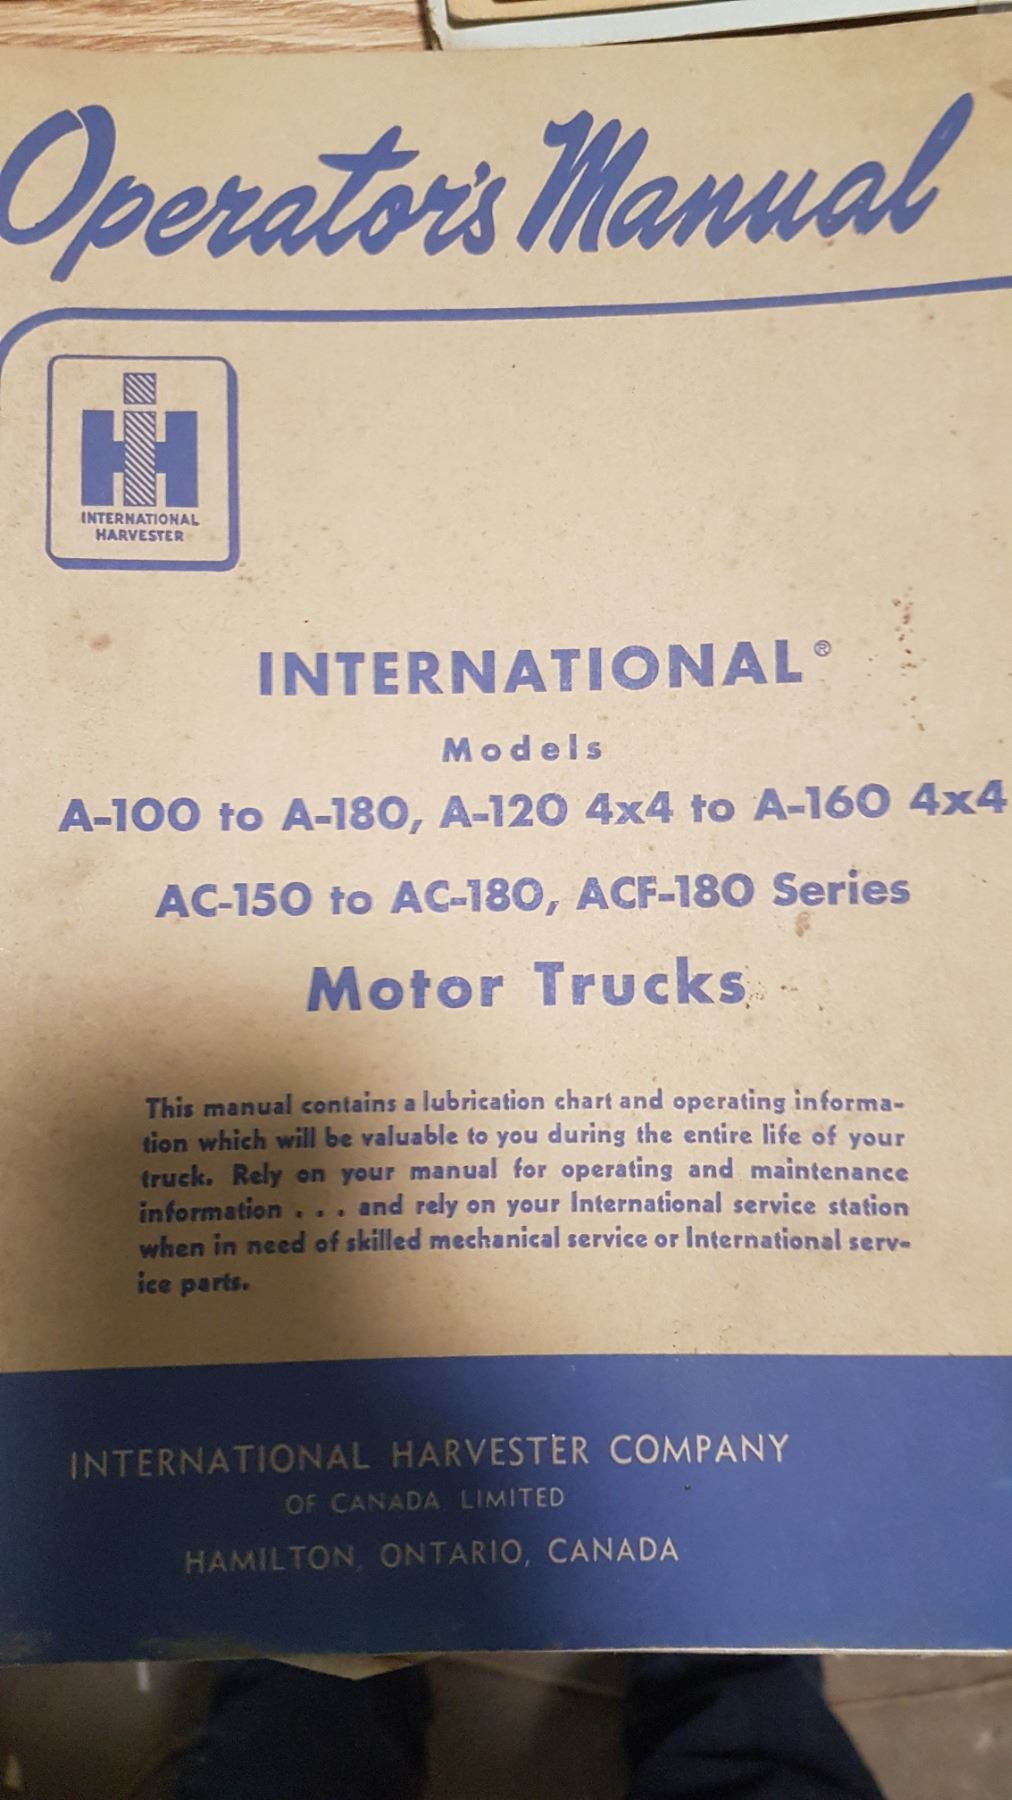 Operator's Manual
IH
INTERNATIONAL
HARVESTER
INTERNATIONAL®
Models
A-100 to A-180, A-120 4x4 to A-160 4x4
AC-150 to AC-180, ACF-180 Series
Motor Trucks
This manual contains a lubrication chart and operating informa-
tion which will be valuable to you during the entire life of your
truck. Rely on your manual for operating and maintenance
information . . . and rely on your International service station
when in need of skilled mechanical service or International serv-
ice parts.
INTERNATIONAL HARVESTER COMPANY
OF CANADA LIMITED
HAMILTON, ONTARIO, CANADA